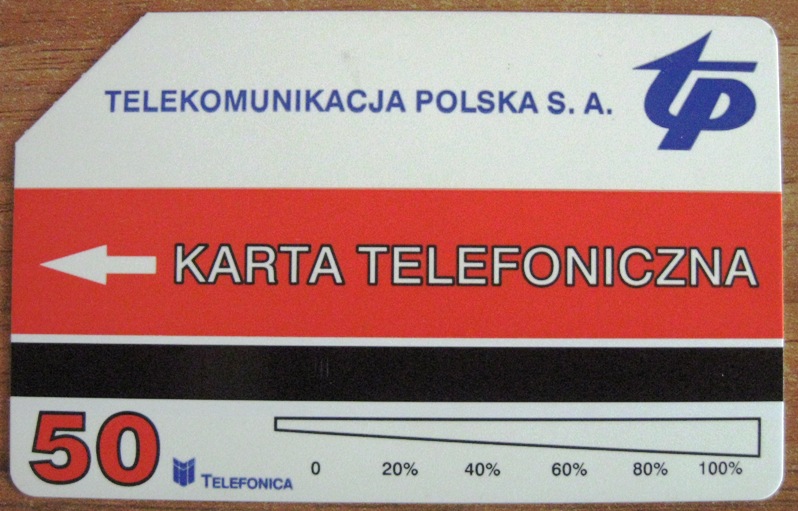 TELEKOMUNIKACJA POLSKA S. A.
tp
KARTA TELEFONICZNA
50
TELEFONICA
0 20% 40% 60% 80% 100%